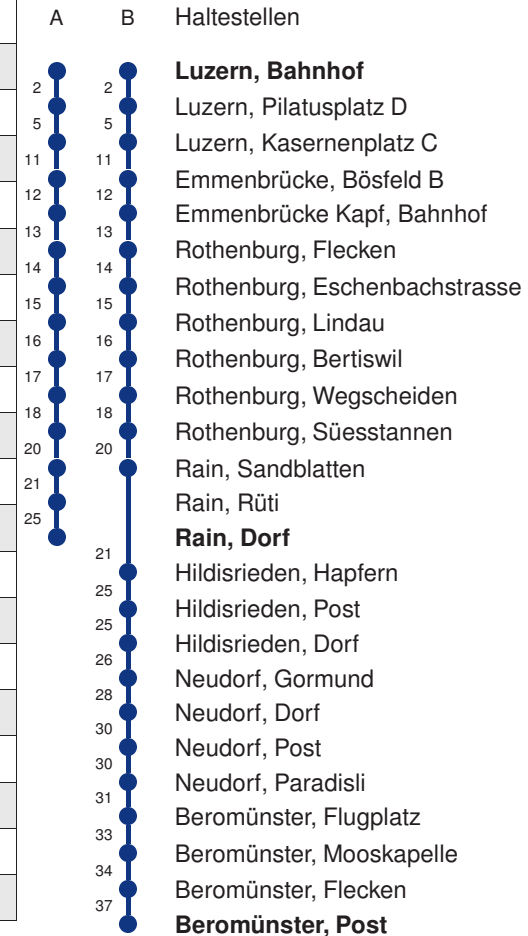 A B Haltestellen
Luzern, Bahnhof
2 2
Luzern, Pilatusplatz D
5 5
Luzern, Kasernenplatz C
11 11
Emmenbrücke, Bösfeld B
12 12
Emmenbrücke Kapf, Bahnhof
13 13
Rothenburg, Flecken
14 14
Rothenburg, Eschenbachstrasse
15 15
Rothenburg, Lindau
16 16
Rothenburg, Bertiswil
17 17
Rothenburg, Wegscheiden
18 18
Rothenburg, Süesstannen
20 20
Rain, Sandblatten
21
Rain, Rüti
25
Rain, Dorf
21
Hildisrieden, Hapfern
25
Hildisrieden, Post
25
Hildisrieden, Dorf
26
Neudorf, Gormund
28
Neudorf, Dorf
30
Neudorf, Post
30
Neudorf, Paradisli
31
Beromünster, Flugplatz
33
Beromünster, Mooskapelle
34
Beromünster, Flecken
37
Beromünster, Post